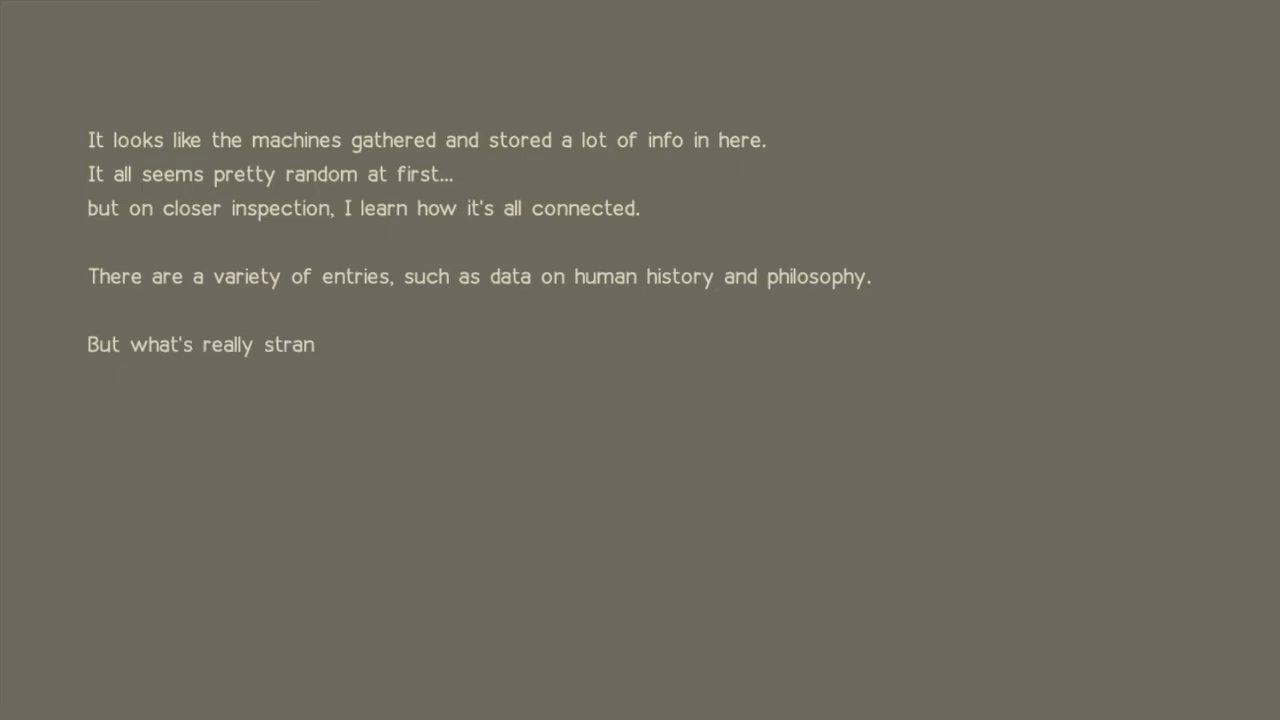 It looks like the machines gathered and stored a lot of info in here.
It all seems pretty random at first...
but on closer inspection, I learn how it's all connected.
There are a variety of entries, such as data on human history and philosophy.
But what's really stran